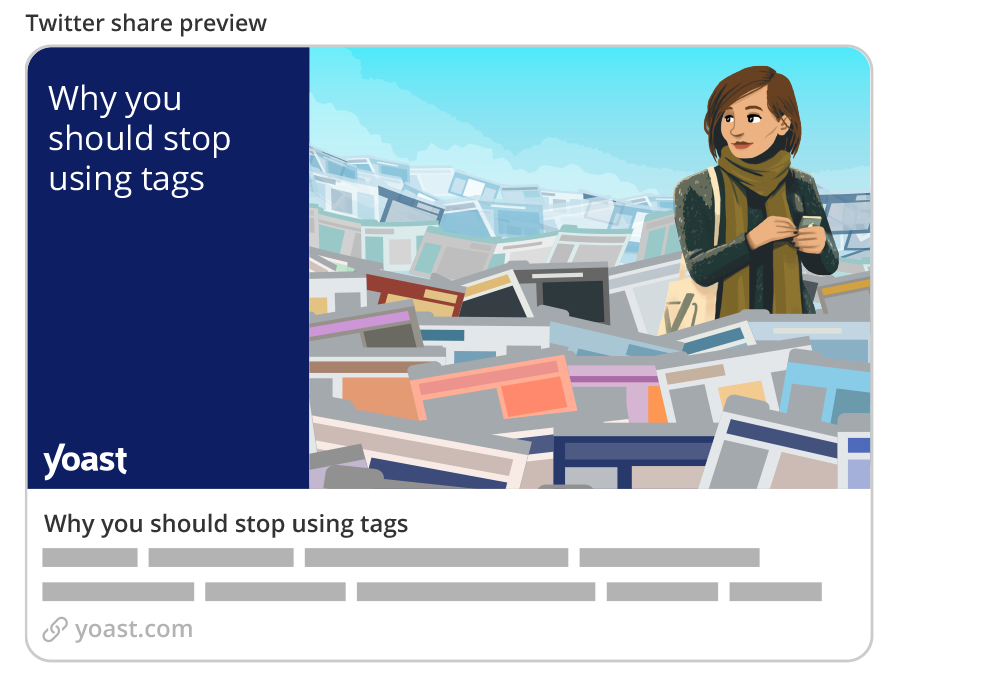 Twitter share preview
Why you
should stop
using tags
yoast
Why you should stop using tags
yoast.com